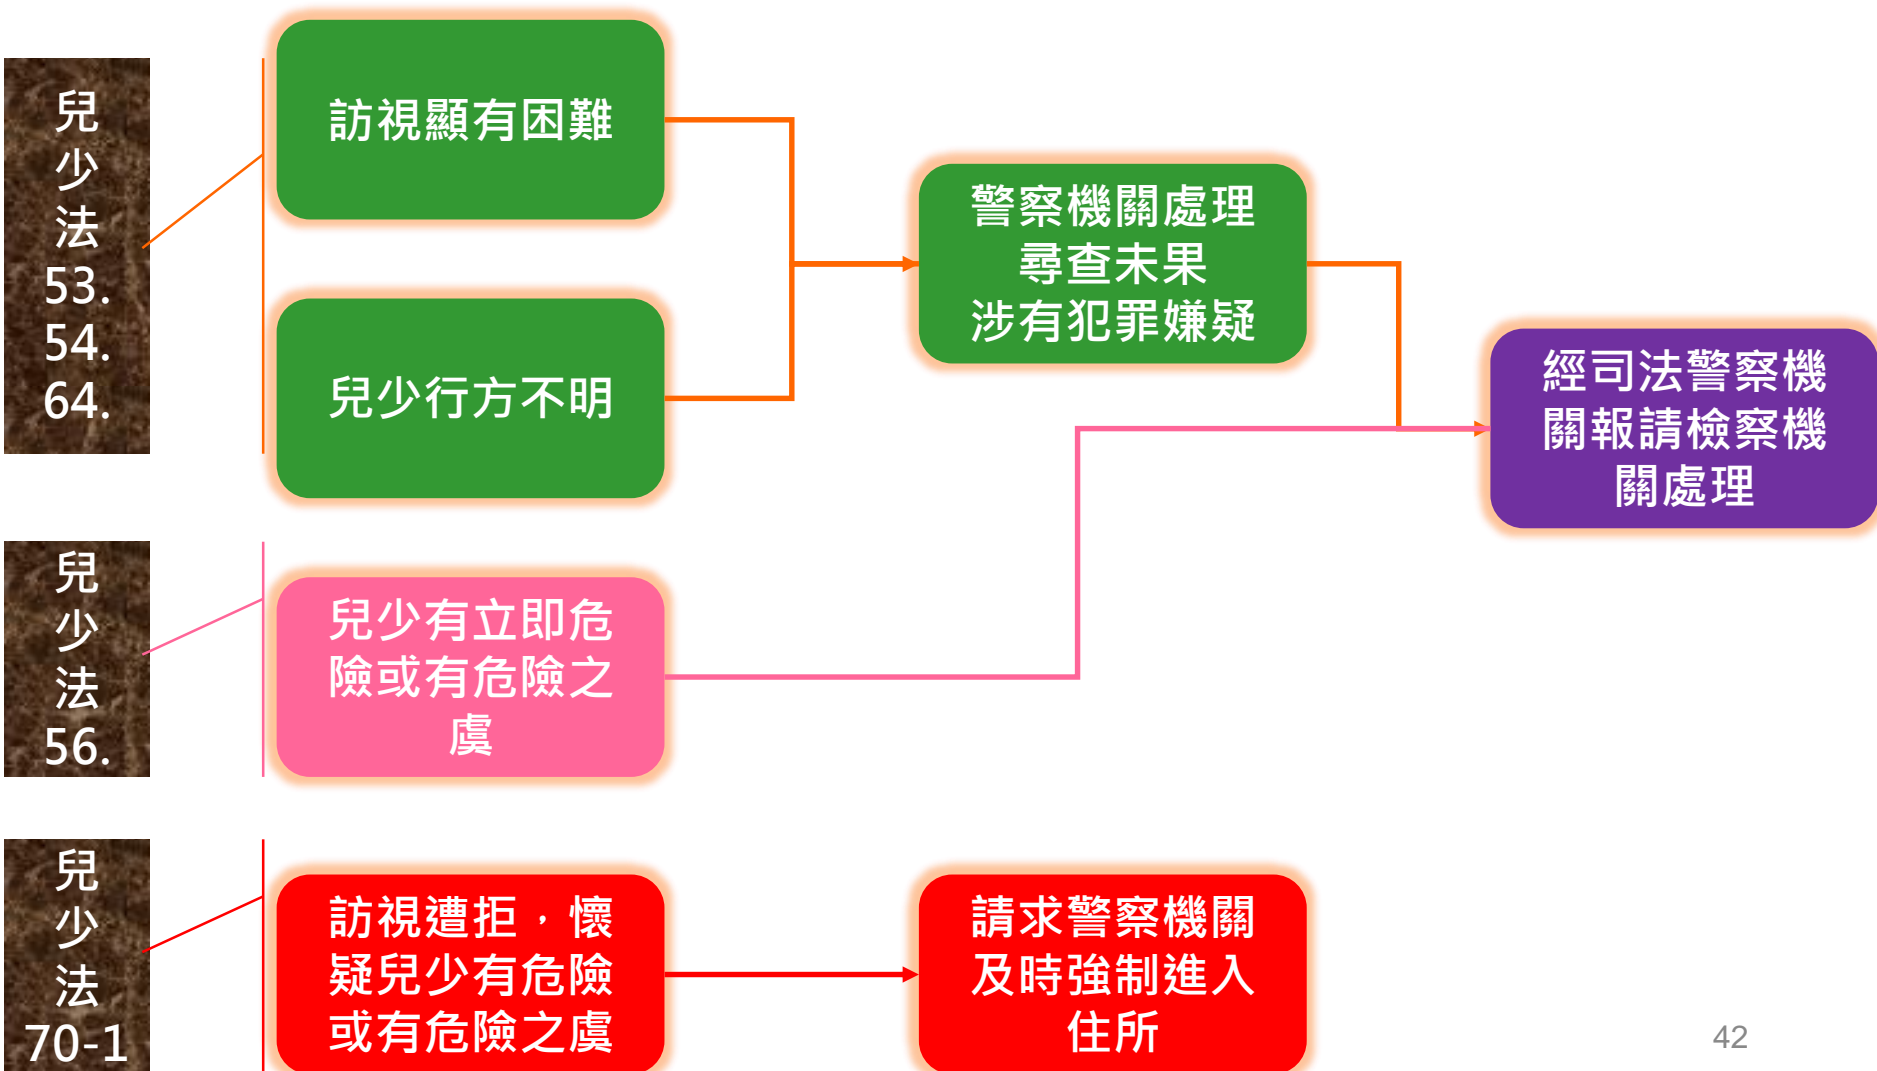 兒
少
法
53.
54.
64.
訪視顯有困難
兒少行方不明
警察機關處理
尋查未果
涉有犯罪嫌疑
經司法警察機
關報請檢察機
關處理
兒
少
法
56.
兒少有立即危
險或有危險之
虞
兒
少
法
70-1
訪視遭拒，懷
疑兒少有危險
或有危險之虞
請求警察機關
及時強制進入
住所
42